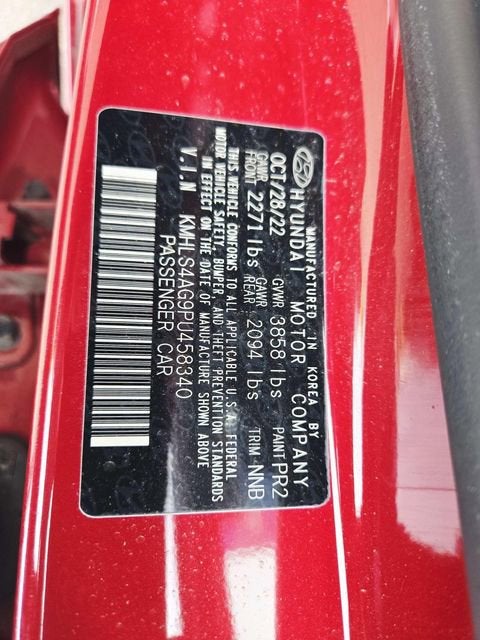 MANUFACTURED IN KOREA BY
HYUNDAI MOTOR COMPANY
OCT/28/22 GVWR 3858 lbs PAINT PR2
GAWR FRONT 2271 lbs GAWR REAR 2094 lbs TRIM NNB
THIS VEHICLE CONFORMS TO ALL APPLICABLE U.S.A. FEDERAL
MOTOR VEHICLE SAFETY, BUMPER, AND THEFT PREVENTION STANDARDS
IN EFFECT ON THE DATE OF MANUFACTURE SHOWN ABOVE
V.I.N KMHLS4AG9PU458340
PASSENGER CAR